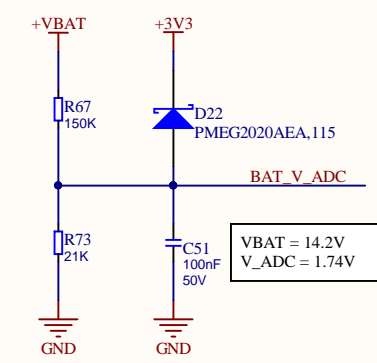 +VBAT
+3V3
R67
150K
D22
PMEG2020AEA,115
BAT_V_ADC
R73
21K
C51
100nF
50V
VBAT = 14.2V
V_ADC = 1.74V
GND
GND